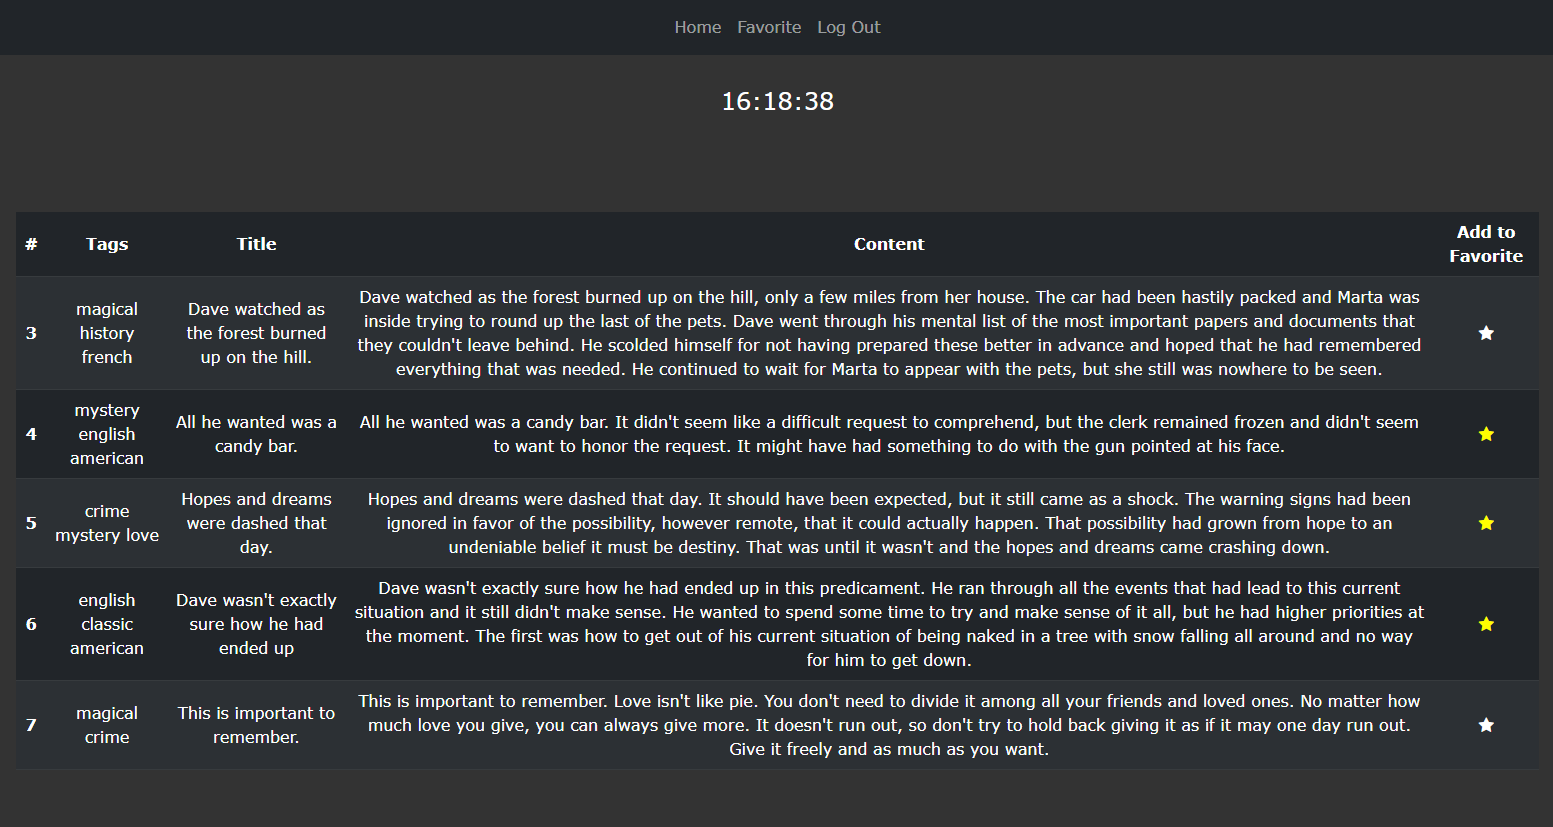 Home Favorite Log Out
16:18:38
# Tags Title Content Add to
Favorite
3
magical
history
french
Dave watched as
the forest burned
up on the hill.
Dave watched as the forest burned up on the hill, only a few miles from her house. The car had been hastily packed and Marta was
inside trying to round up the last of the pets. Dave went through his mental list of the most important papers and documents that
they couldn't leave behind. He scolded himself for not having prepared these better in advance and hoped that he had remembered
everything that was needed. He continued to wait for Marta to appear with the pets, but she still was nowhere to be seen.
4
mystery
english
american
All he wanted was a
candy bar.
All he wanted was a candy bar. It didn't seem like a difficult request to comprehend, but the clerk remained frozen and didn't seem
to want to honor the request. It might have had something to do with the gun pointed at his face.
5
crime
mystery love
Hopes and dreams
were dashed that
day.
Hopes and dreams were dashed that day. It should have been expected, but it still came as a shock. The warning signs had been
ignored in favor of the possibility, however remote, that it could actually happen. That possibility had grown from hope to an
undeniable belief it must be destiny. That was until it wasn't and the hopes and dreams came crashing down.
6
english
classic
american
Dave wasn't exactly
sure how he had
ended up
Dave wasn't exactly sure how he had ended up in this predicament. He ran through all the events that had lead to this current
situation and it still didn't make sense. He wanted to spend some time to try and make sense of it all, but he had higher priorities at
the moment. The first was how to get out of his current situation of being naked in a tree with snow falling all around and no way
for him to get down.
7
magical
crime
This is important to
remember.
This is important to remember. Love isn't like pie. You don't need to divide it among all your friends and loved ones. No matter how
much love you give, you can always give more. It doesn't run out, so don't try to hold back giving it as if it may one day run out.
Give it freely and as much as you want.